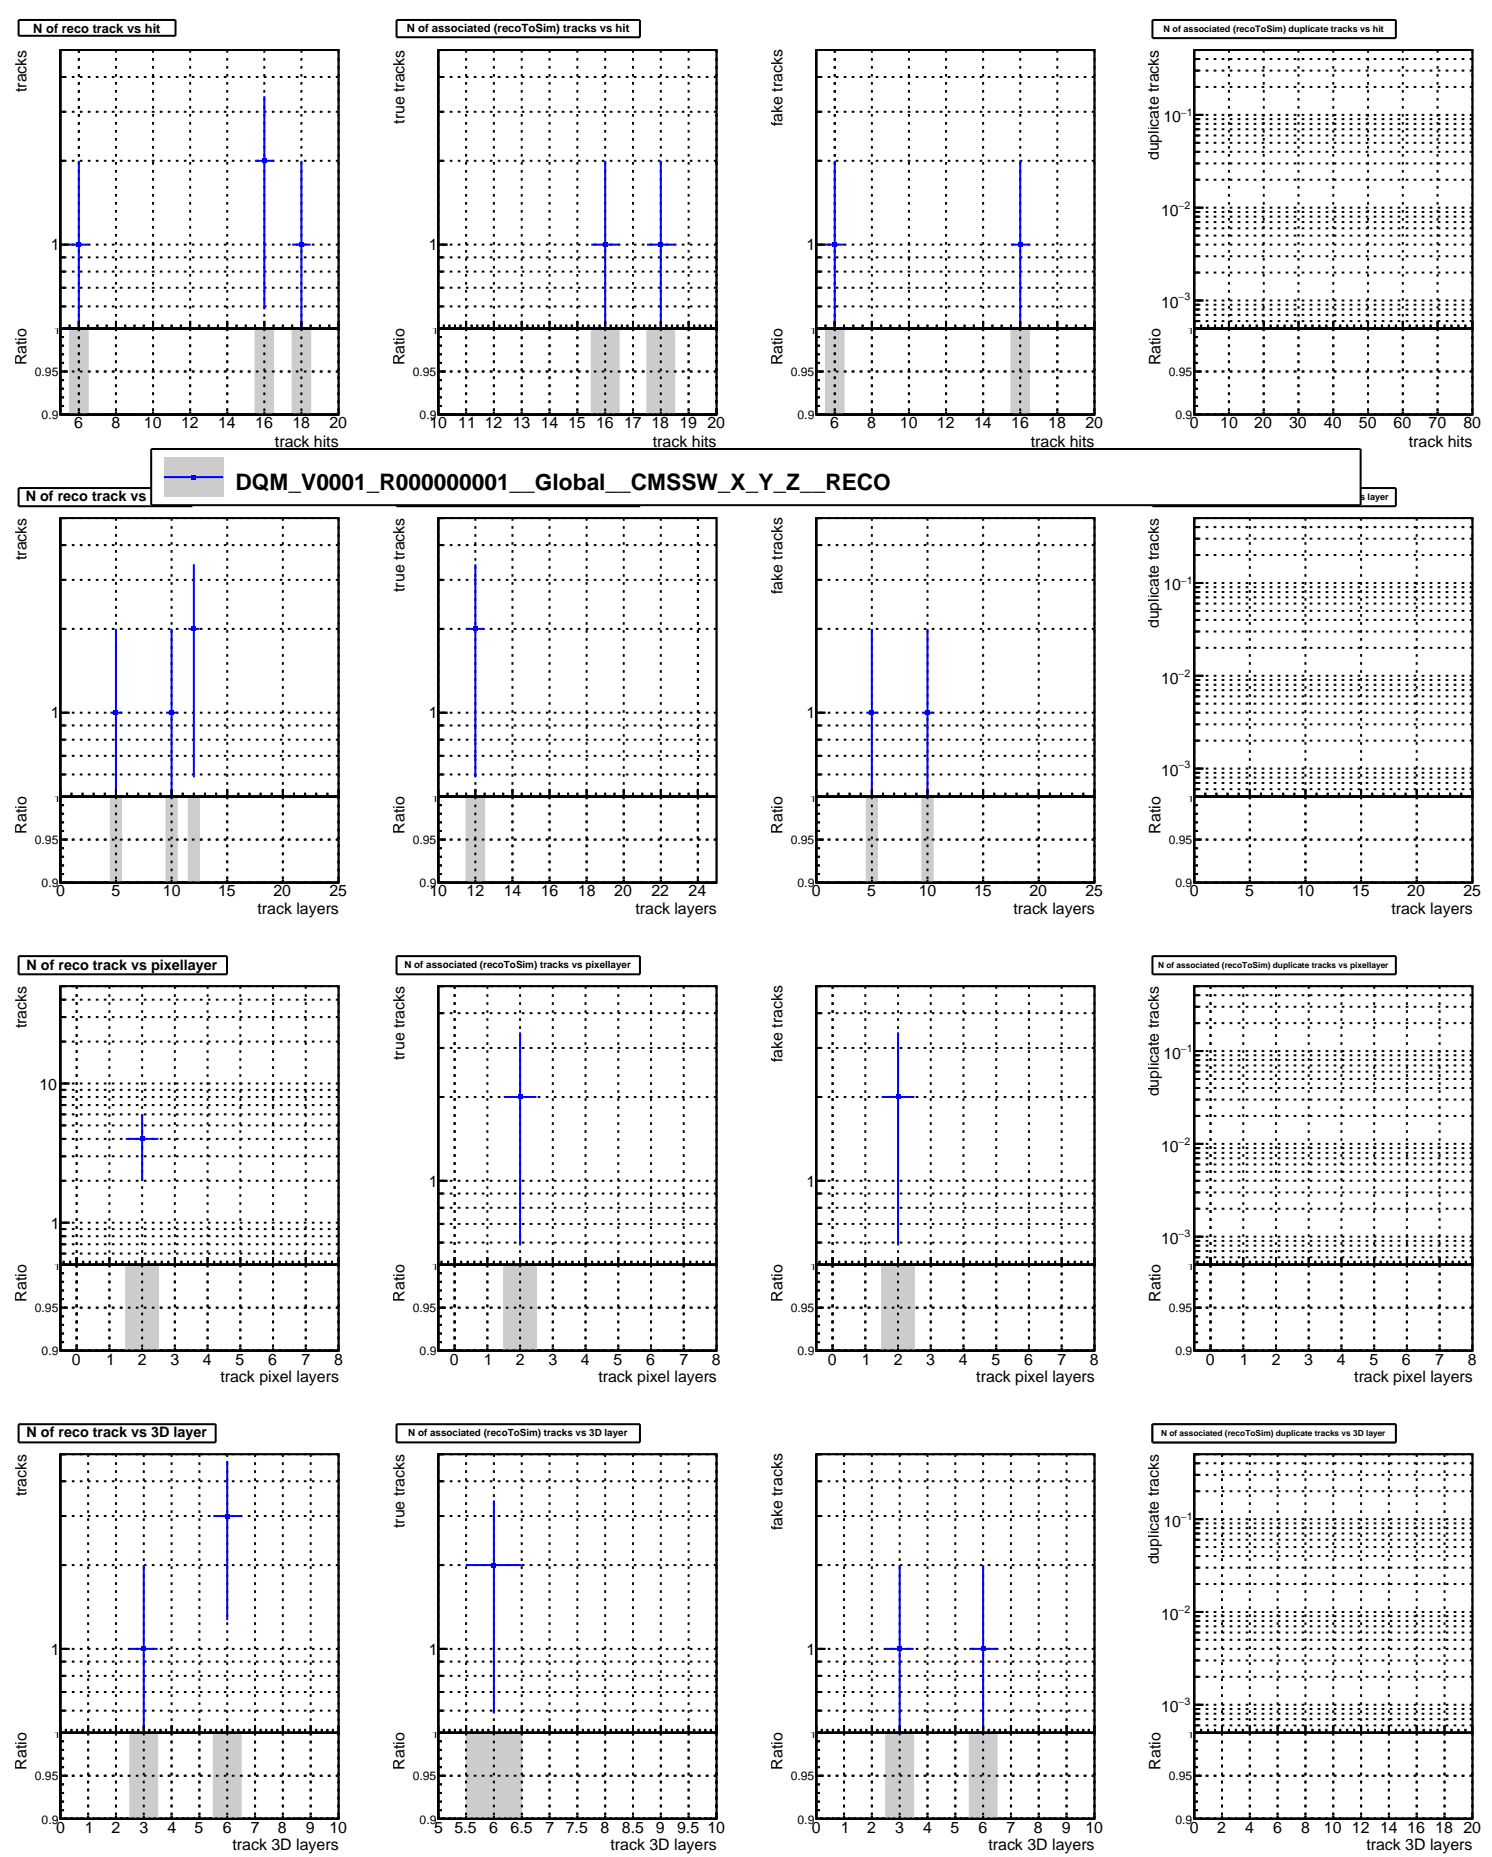 N of reco track vs hit
tracks
1
Ratio
1
0.95
0.9
6 8 10 12 14 16 18 20
track hits
N of associated (recoToSim) tracks vs hit
true tracks
1
Ratio
1
0.95
0.9
10 11 12 13 14 15 16 17 18 19 20
track hits
fake tracks
1
Ratio
1
0.95
0.9
6 8 10 12 14 16 18 20
track hits
N of associated (recoToSim) duplicate tracks vs hit
duplicate tracks
10−1
10−2
10−3
Ratio
1
0.95
0.9
0 10 20 30 40 50 60 70 80
track hits
DQM_V0001_R000000001__Global__CMSSW_X_Y_Z__RECO
N of reco track vs
tracks
1
Ratio
1
0.95
0.9
0 5 10 15 20 25
track layers
true tracks
1
Ratio
1
0.95
0.9
10 12 14 16 18 20 22 24
track layers
fake tracks
1
Ratio
1
0.95
0.9
0 5 10 15 20 25
track layers
s layer
duplicate tracks
10−1
10−2
10−3
Ratio
1
0.95
0.9
0 5 10 15 20 25
track layers
N of reco track vs pixellayer
tracks
10
1
Ratio
1
0.95
0.9
0 1 2 3 4 5 6 7 8
track pixel layers
N of associated (recoToSim) tracks vs pixellayer
true tracks
1
Ratio
1
0.95
0.9
0 1 2 3 4 5 6 7 8
track pixel layers
fake tracks
1
Ratio
1
0.95
0.9
0 1 2 3 4 5 6 7 8
track pixel layers
N of associated (recoToSim) duplicate tracks vs pixellayer
duplicate tracks
10−1
10−2
10−3
Ratio
1
0.95
0.9
0 1 2 3 4 5 6 7 8
track pixel layers
N of reco track vs 3D layer
tracks
1
Ratio
1
0.95
0.9
0 1 2 3 4 5 6 7 8 9 10
track 3D layers
N of associated (recoToSim) tracks vs 3D layer
true tracks
1
Ratio
1
0.95
0.9
5 5.5 6 6.5 7 7.5 8 8.5 9 9.5 10
track 3D layers
fake tracks
1
Ratio
1
0.95
0.9
0 1 2 3 4 5 6 7 8 9 10
track 3D layers
N of associated (recoToSim) duplicate tracks vs 3D layer
duplicate tracks
10−1
10−2
10−3
Ratio
1
0.95
0.9
0 2 4 6 8 10 12 14 16 18 20
track 3D layers